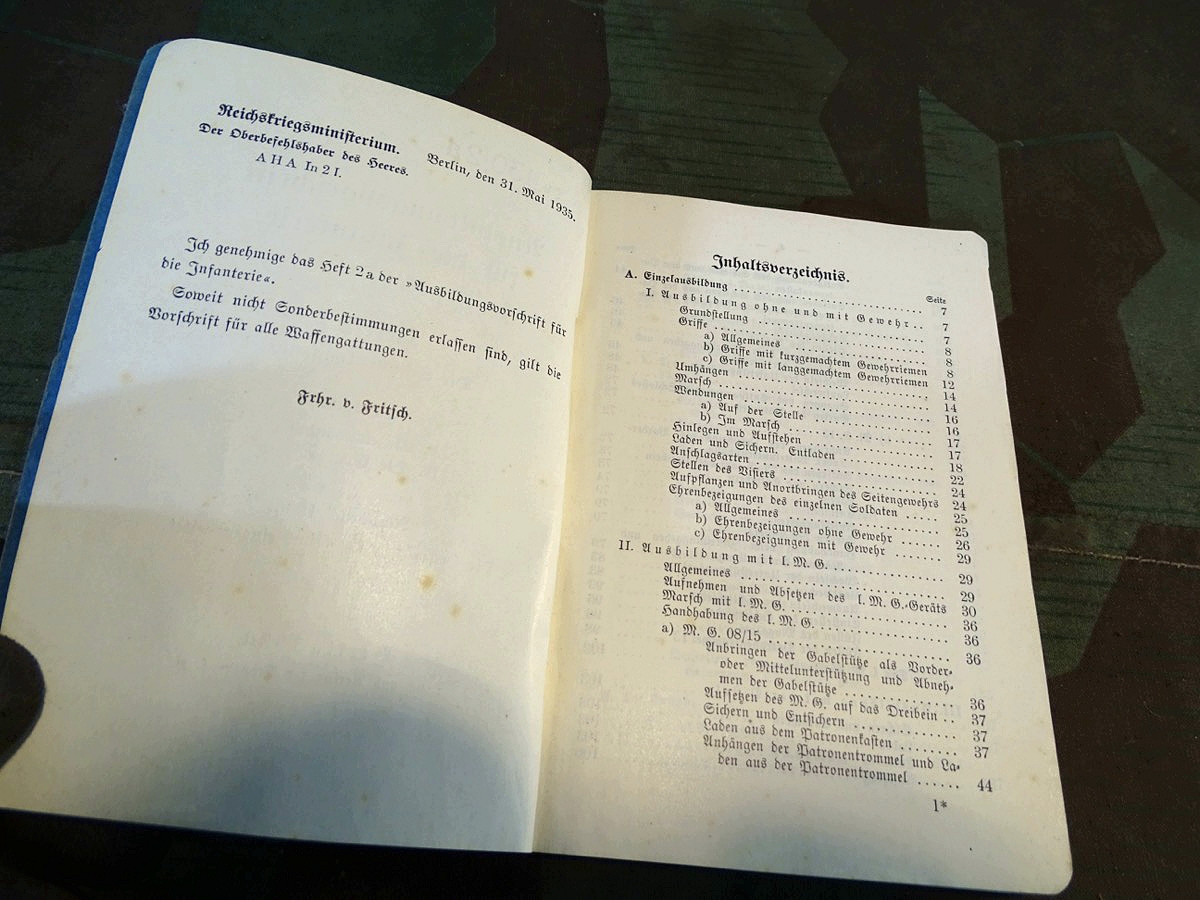 Reichskriegsministerium.
Der Oberbefehlshaber des Heeres.
A H A In 2 I.
Berlin, den 31. Mai 1935.
Ich genehmige das Heft 2a der »Ausbildungsvorschrift für
die Infanterie«.
Soweit nicht Sonderbestimmungen erlassen sind, gilt die
Vorschrift für alle Waffengattungen.
Frhr. v. Fritsch.
Inhaltsverzeichnis.
Seite
A. Einzelausbildung ........ 7
I. Ausbildung ohne und mit Gewehr .. 7
Grundstellung ........ 7
Griffe ........ 8
a) Allgemeines ........ 8
b) Griffe mit kurzgemachtem Gewehrriemen 8
c) Griffe mit langgemachtem Gewehrriemen 12
Umhängen ........ 14
Marsch ........ 14
Wendungen ........ 16
a) Auf der Stelle ........ 16
b) Im Marsch ........ 17
Hinlegen und Aufstehen ........ 17
Laden und Sichern. Entladen ........ 18
Anschlagsarten ........ 22
Stellen des Visiers ........ 24
Aufpflanzen und Anortbringen des Seitengewehrs 24
Ehrenbezeigungen des einzelnen Soldaten ..... 25
a) Allgemeines ........ 25
b) Ehrenbezeigungen ohne Gewehr ...... 26
c) Ehrenbezeigungen mit Gewehr ....... 29
II. Ausbildung mit l. M. G. ........ 29
Allgemeines ........ 29
Aufnehmen und Absetzen des l. M. G.-Geräts 30
Marsch mit l. M. G. ........ 36
Handhabung des l. M. G. ........ 36
a) M. G. 08/15 ........ 36
Anbringen der Gabelstütze als Vorder-
oder Mittelunterstützung und Abneh-
men der Gabelstütze ........ 36
Aufsetzen des M. G. auf das Dreibein .. 37
Sichern und Entsichern ........ 37
Laden aus dem Patronenkasten ........ 37
Anhängen der Patronentrommel und La-
den aus der Patronentrommel ...... 44
1*